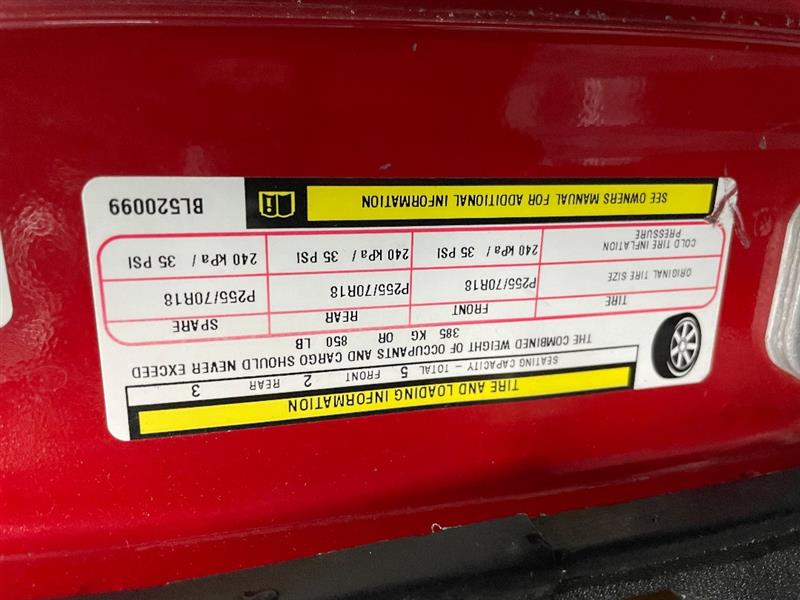 TIRE AND LOADING INFORMATION
SEATING CAPACITY – TOTAL 5 FRONT 2 REAR 3
THE COMBINED WEIGHT OF OCCUPANTS AND CARGO SHOULD NEVER EXCEED
385 KG OR 850 LB
TIRE FRONT REAR SPARE
ORIGINAL TIRE SIZE P255/70R18 P255/70R18 P255/70R18
COLD TIRE INFLATION
PRESSURE 240 kPa / 35 PSI 240 kPa / 35 PSI 240 kPa / 35 PSI
SEE OWNERS MANUAL FOR ADDITIONAL INFORMATION
BL520099